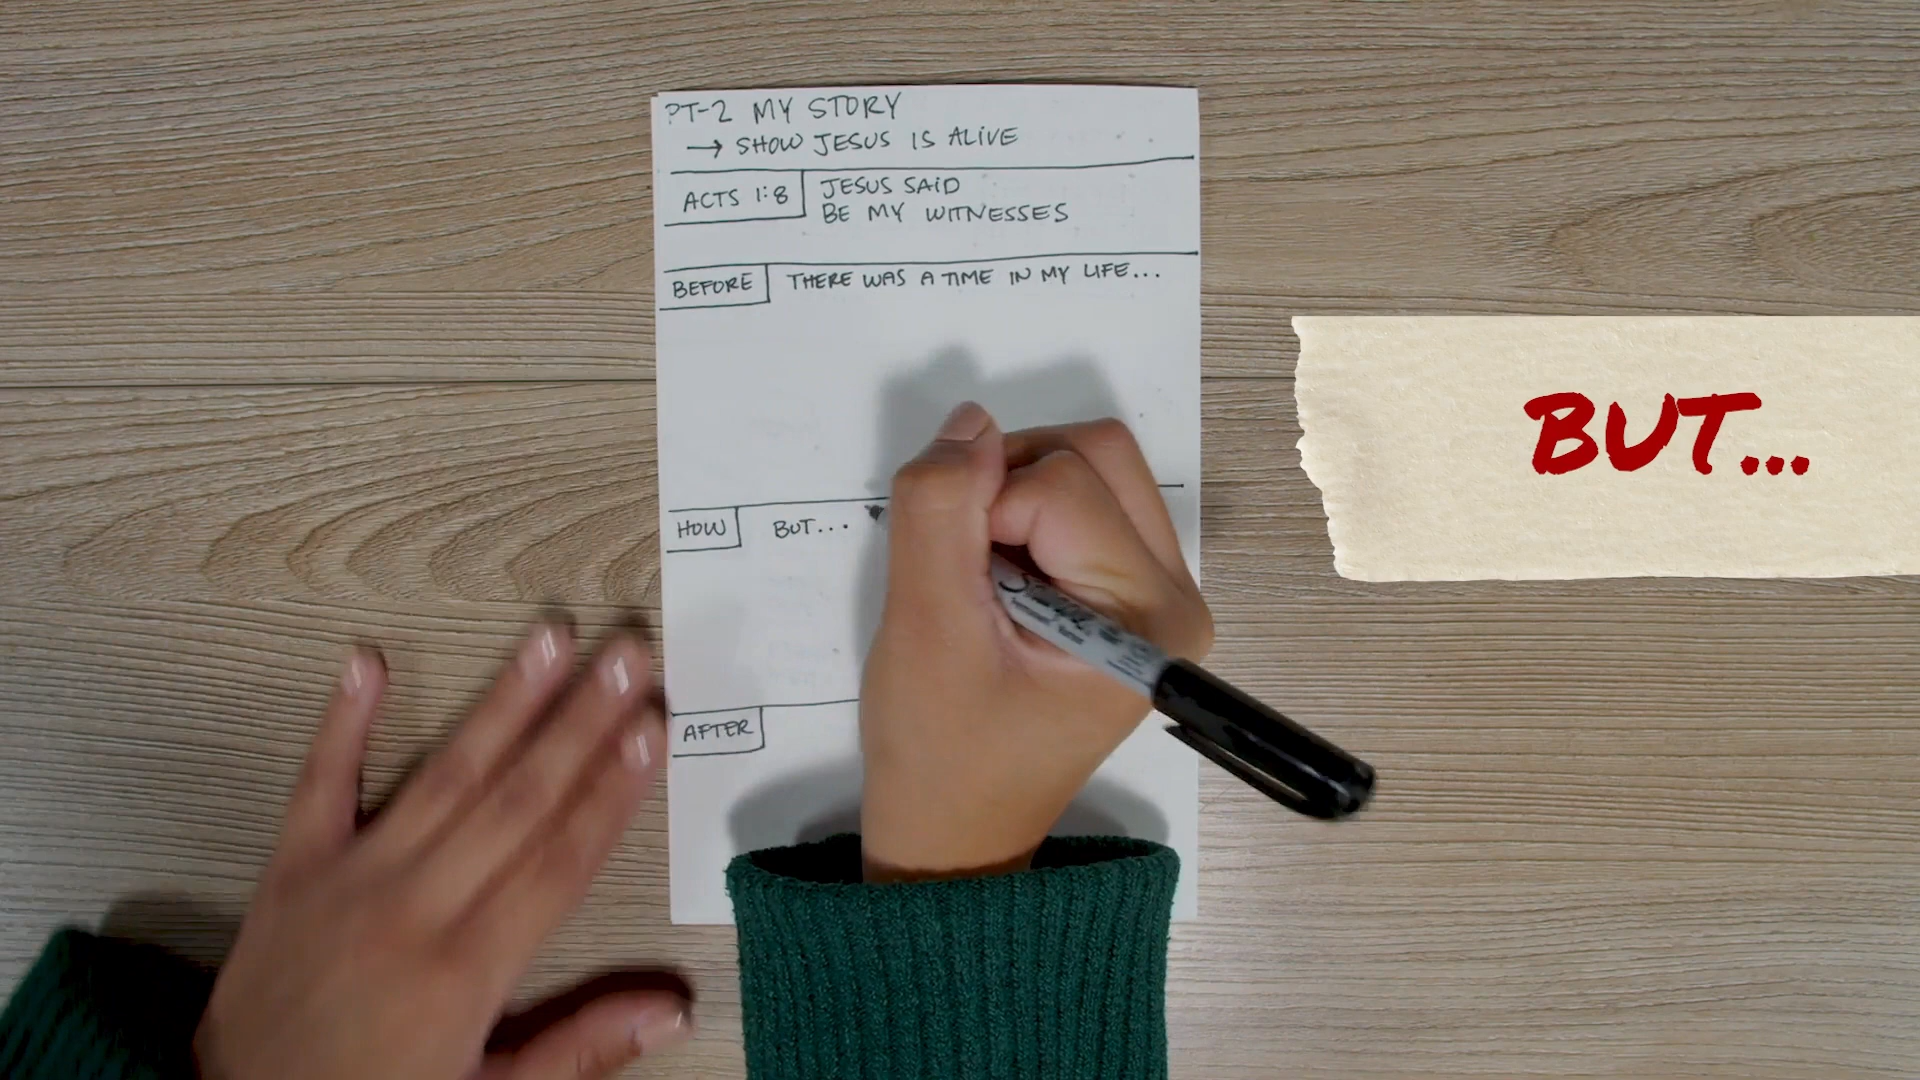 PT-2 MY STORY
→ SHOW JESUS IS ALIVE
ACTS 1:8
JESUS SAID
BE MY WITNESSES
BEFORE
THERE WAS A TIME IN MY LIFE...
HOW
BUT...
AFTER
BUT...
Sharpie